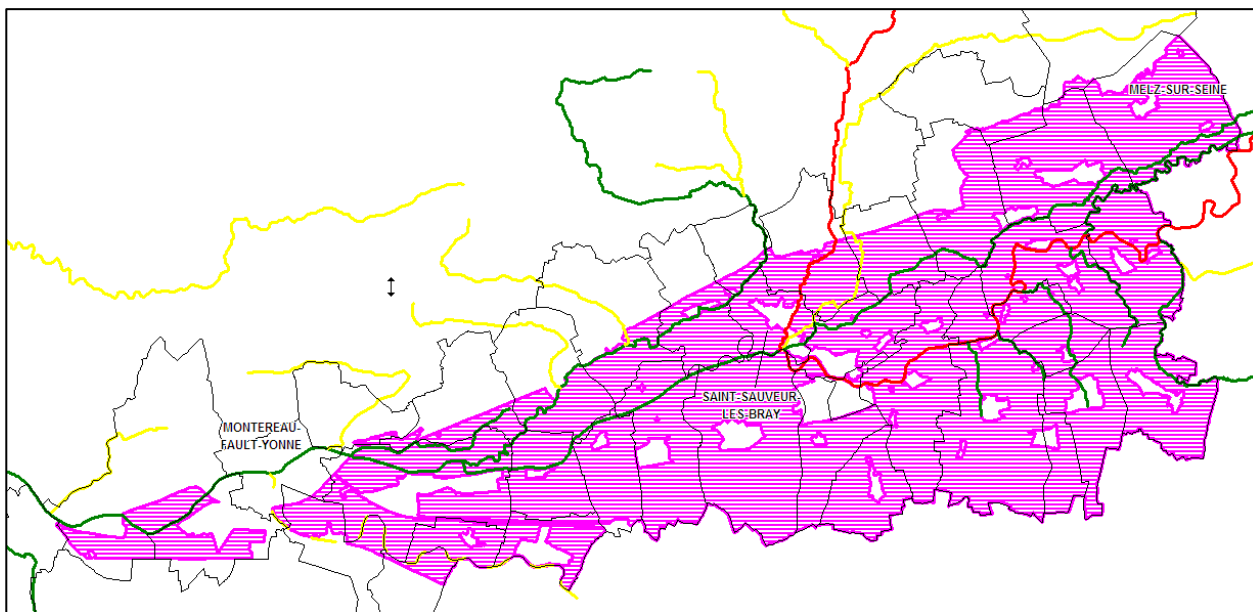 MELZ-SUR-SEINE
SAINT-SAUVEUR-
LES-BRAY
MONTEREAU-
FAULT-YONNE